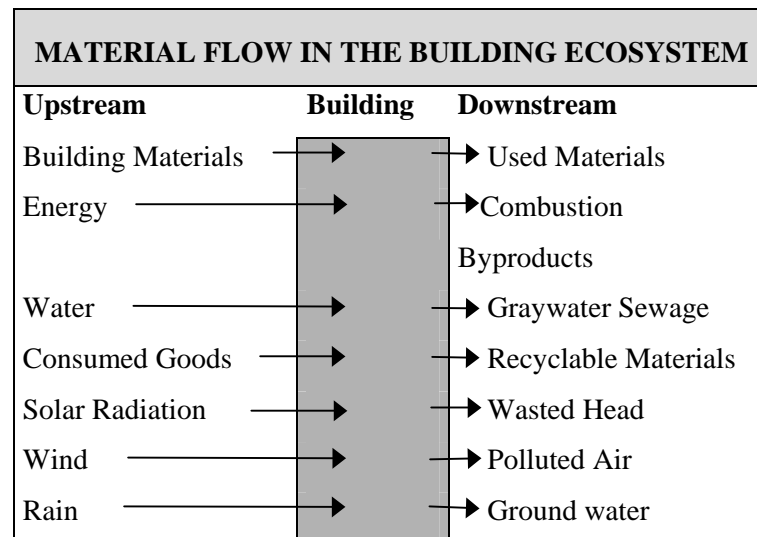 MATERIAL FLOW IN THE BUILDING ECOSYSTEM
Upstream Building Downstream
Building Materials Used Materials
Energy Combustion
Byproducts
Water Graywater Sewage
Consumed Goods Recyclable Materials
Solar Radiation Wasted Head
Wind Polluted Air
Rain Ground water